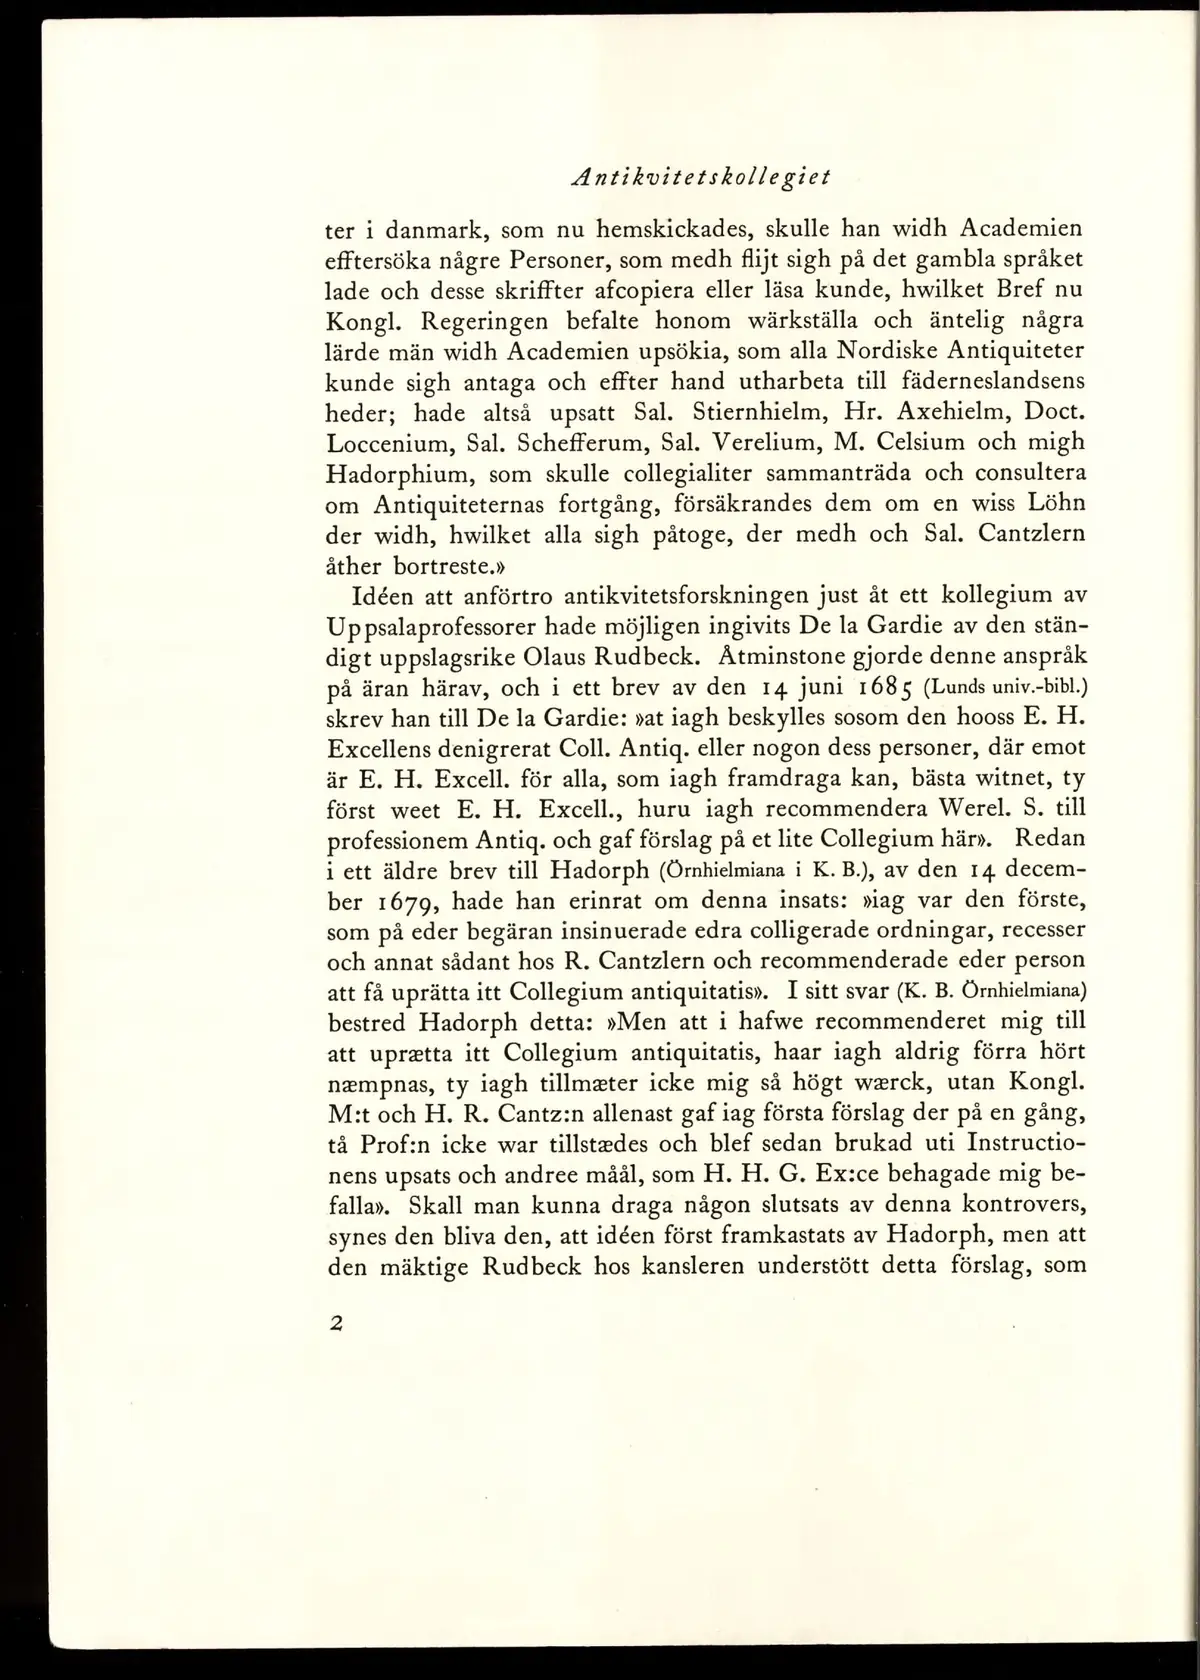 Antikvitetskollegiet
ter i danmark, som nu hemskickades, skulle han widh Academien
efftersöka någre Personer, som medh flijt sigh på det gambla språket
lade och desse skriffter afcopiera eller läsa kunde, hwilket Bref nu
Kongl. Regeringen befalte honom wärkställa och äntelig några
lärde män widh Academien upsökia, som alla Nordiske Antiquiteter
kunde sigh antaga och effter hand utharbeta till fäderneslandsens
heder; hade altså upsatt Sal. Stiernhielm, Hr. Axehielm, Doct.
Loccenium, Sal. Schefferum, Sal. Verelium, M. Celsium och migh
Hadorphium, som skulle collegialiter sammanträda och consultera
om Antiquiteternas fortgång, försäkrandes dem om en wiss Löhn
der widh, hwilket alla sigh påtoge, der medh och Sal. Cantzlern
åther bortreste.»
Idéen att anförtro antikvitetsforskningen just åt ett kollegium av
Uppsalaprofessorer hade möjligen ingivits De la Gardie av den stän-
digt uppslagsrike Olaus Rudbeck. Åtminstone gjorde denne anspråk
på äran härav, och i ett brev av den 14 juni 1685 (Lunds univ.-bibl.)
skrev han till De la Gardie: »at iagh beskylles sosom den hooss E. H.
Excellens denigrerat Coll. Antiq. eller nogon dess personer, där emot
är E. H. Excell. för alla, som iagh framdraga kan, bästa witnet, ty
först weet E. H. Excell., huru iagh recommendera Werel. S. till
professionem Antiq. och gaf förslag på et lite Collegium här». Redan
i ett äldre brev till Hadorph (Örnhielmiana i K. B.), av den 14 decem-
ber 1679, hade han erinrat om denna insats: »iag var den förste,
som på eder begäran insinuerade edra colligerade ordningar, recesser
och annat sådant hos R. Cantzlern och recommenderade eder person
att få uprätta itt Collegium antiquitatis». I sitt svar (K. B. Örnhielmiana)
bestred Hadorph detta: »Men att i hafwe recommenderet mig till
att uprætta itt Collegium antiquitatis, haar iagh aldrig förra hört
næmpnas, ty iagh tillmæter icke mig så högt wærck, utan Kongl.
M:t och H. R. Cantz:n allenast gaf iag första förslag der på en gång,
tå Prof:n icke war tillstædes och blef sedan brukad uti Instructio-
nens upsats och andree måål, som H. H. G. Ex:ce behagade mig be-
falla». Skall man kunna draga någon slutsats av denna kontrovers,
synes den bliva den, att idéen först framkastats av Hadorph, men att
den mäktige Rudbeck hos kansleren understött detta förslag, som
2